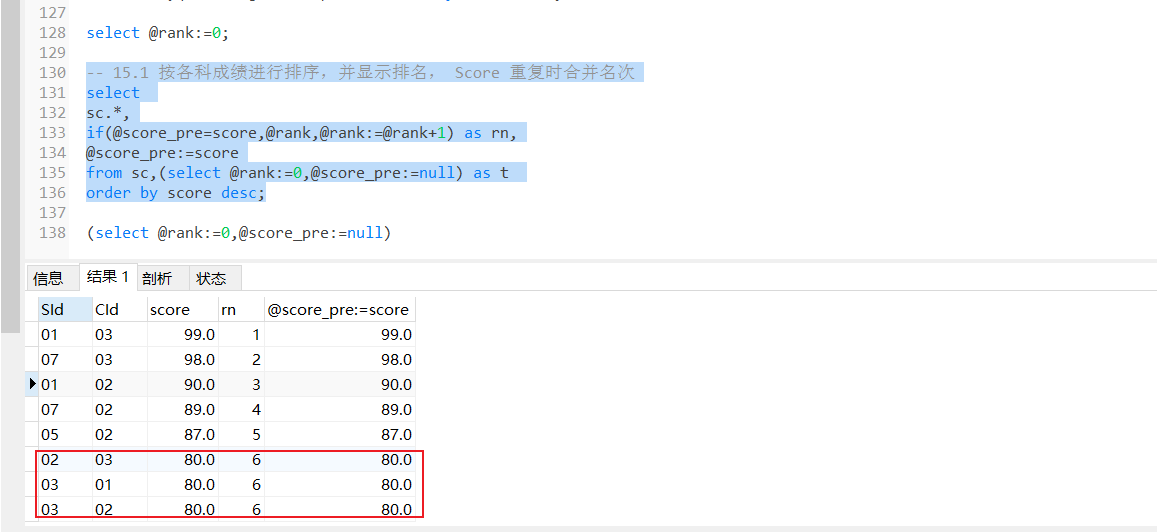 127
128 select @rank:=0;
129
130 -- 15.1 按各科成绩进行排序，并显示排名， Score 重复时合并名次
131 select
132 sc.*,
133 if(@score_pre=score,@rank,@rank:=@rank+1) as rn,
134 @score_pre:=score
135 from sc,(select @rank:=0,@score_pre:=null) as t
136 order by score desc;
137
138 (select @rank:=0,@score_pre:=null)
信息 结果 1 剖析 状态
SId CId score rn @score_pre:=score
01 03 99.0 1 99.0
07 03 98.0 2 98.0
01 02 90.0 3 90.0
07 02 89.0 4 89.0
05 02 87.0 5 87.0
02 03 80.0 6 80.0
03 01 80.0 6 80.0
03 02 80.0 6 80.0